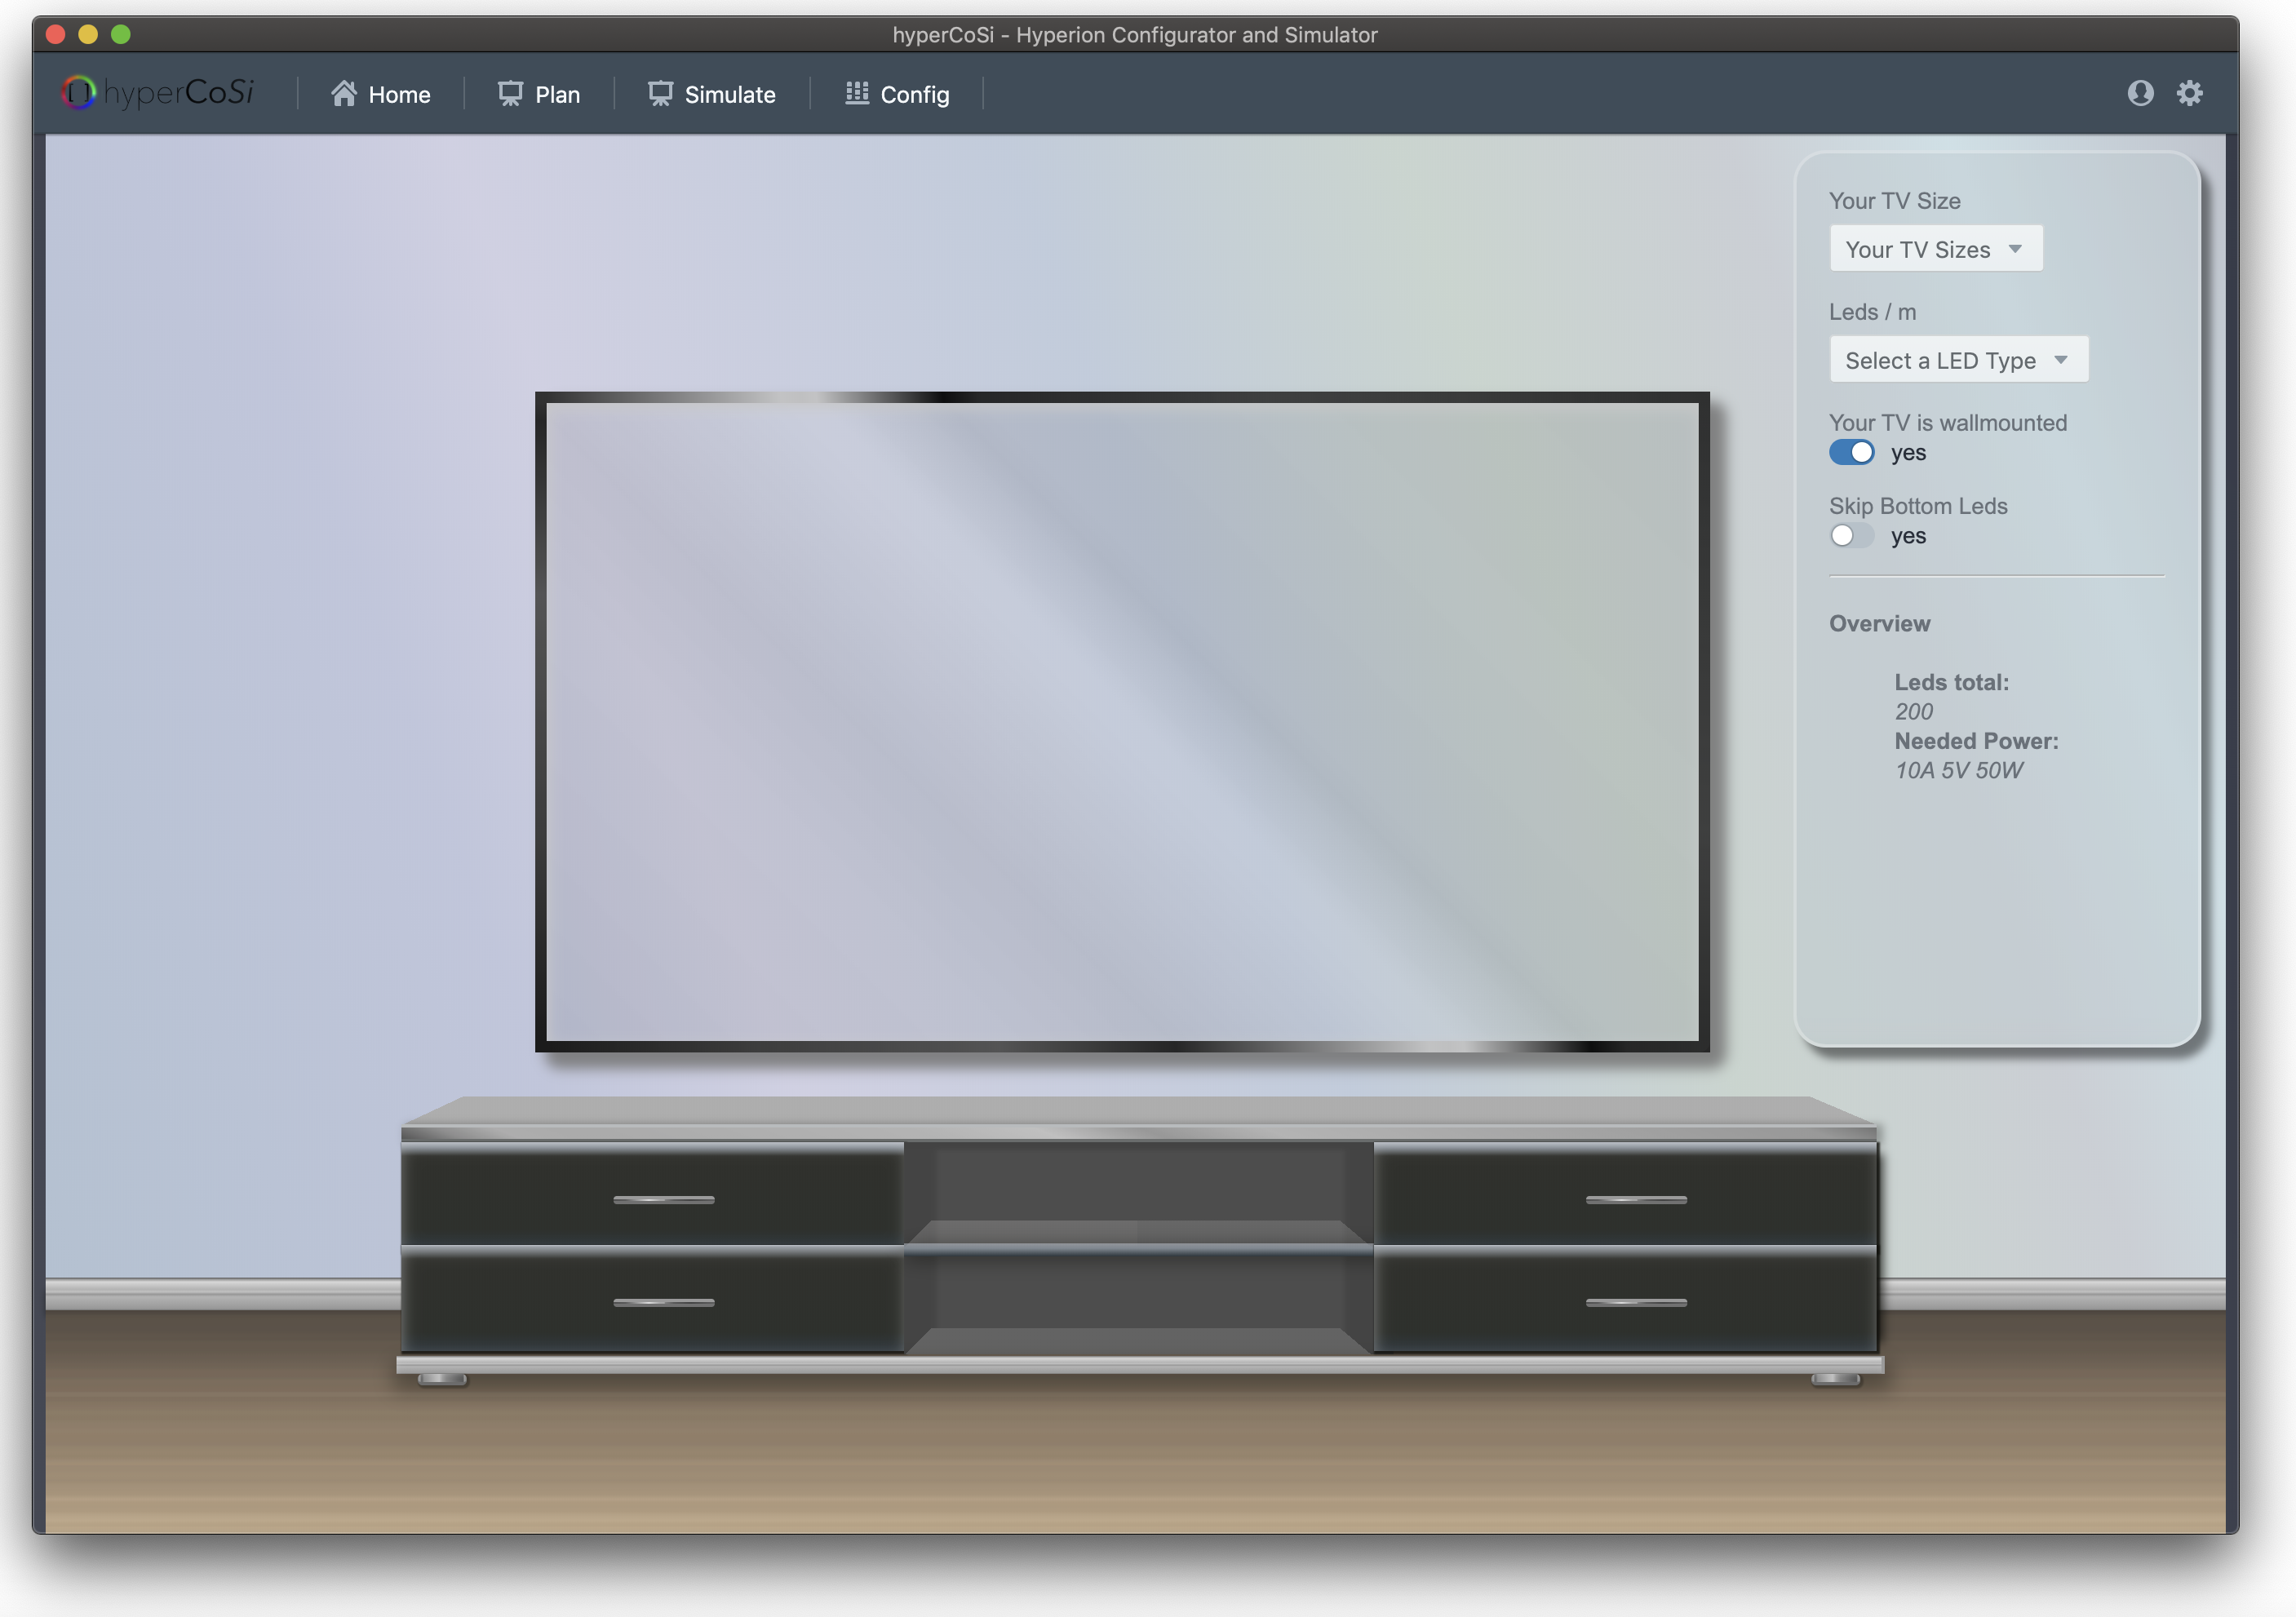 hyperCoSi - Hyperion Configurator and Simulator
hyperCoSi
Home
Plan
Simulate
Config
Your TV Size
Your TV Sizes
Leds / m
Select a LED Type
Your TV is wallmounted
yes
Skip Bottom Leds
yes
Overview
Leds total:
200
Needed Power:
10A 5V 50W